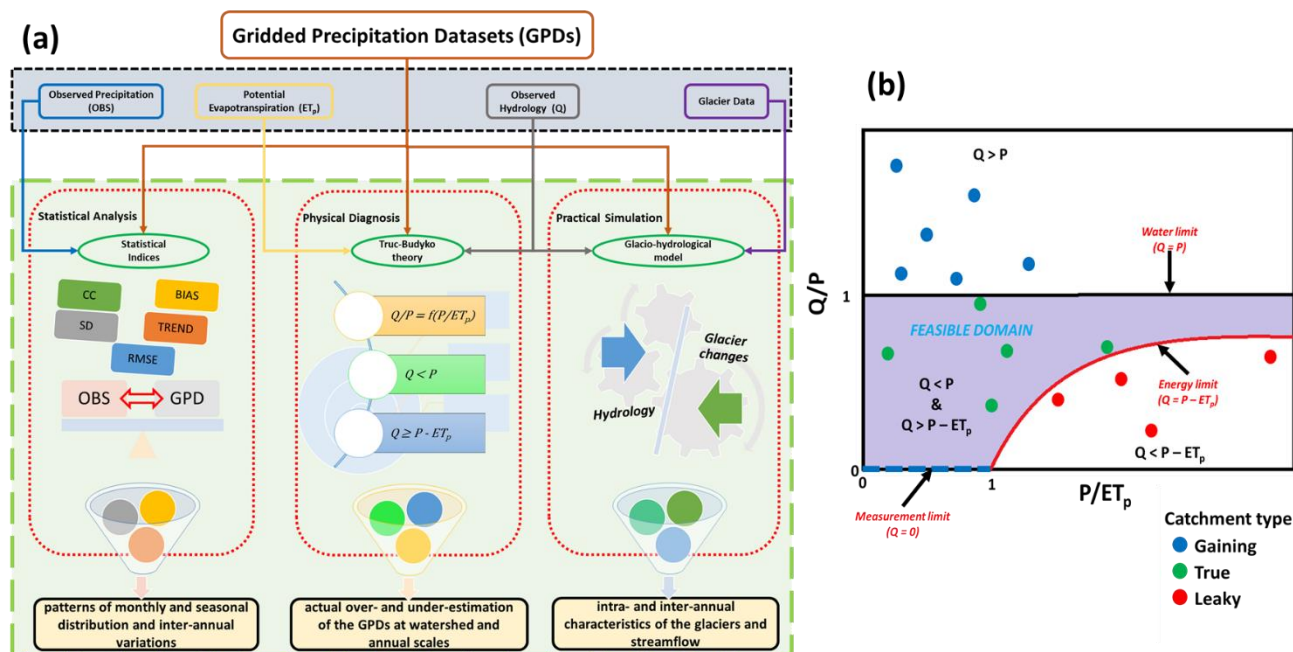 (a)
Gridded Precipitation Datasets (GPDs)
Observed Precipitation
(OBS)
Potential
Evapotranspiration (ETp)
Observed
Hydrology (Q)
Glacier Data
Statistical Analysis
Statistical
Indices
CC
BIAS
SD
TREND
RMSE
OBS
GPD
patterns of monthly and seasonal
distribution and inter-annual
variations
Physical Diagnosis
Truc-Budyko
theory
Q/P = f(P/ETp)
Q < P
Q ≥ P - ETp
actual over- and under-estimation
of the GPDs at watershed and
annual scales
Practical Simulation
Glacio-hydrological
model
Glacier
changes
Hydrology
intra- and inter-annual
characteristics of the glaciers and
streamflow
(b)
Q > P
Water limit
(Q = P)
Q/P
1
FEASIBLE DOMAIN
Q < P
&
Q > P – ETp
Energy limit
(Q = P – ETp)
Q < P – ETp
0
0
1
P/ETp
Measurement limit
(Q = 0)
Catchment type
Gaining
True
Leaky